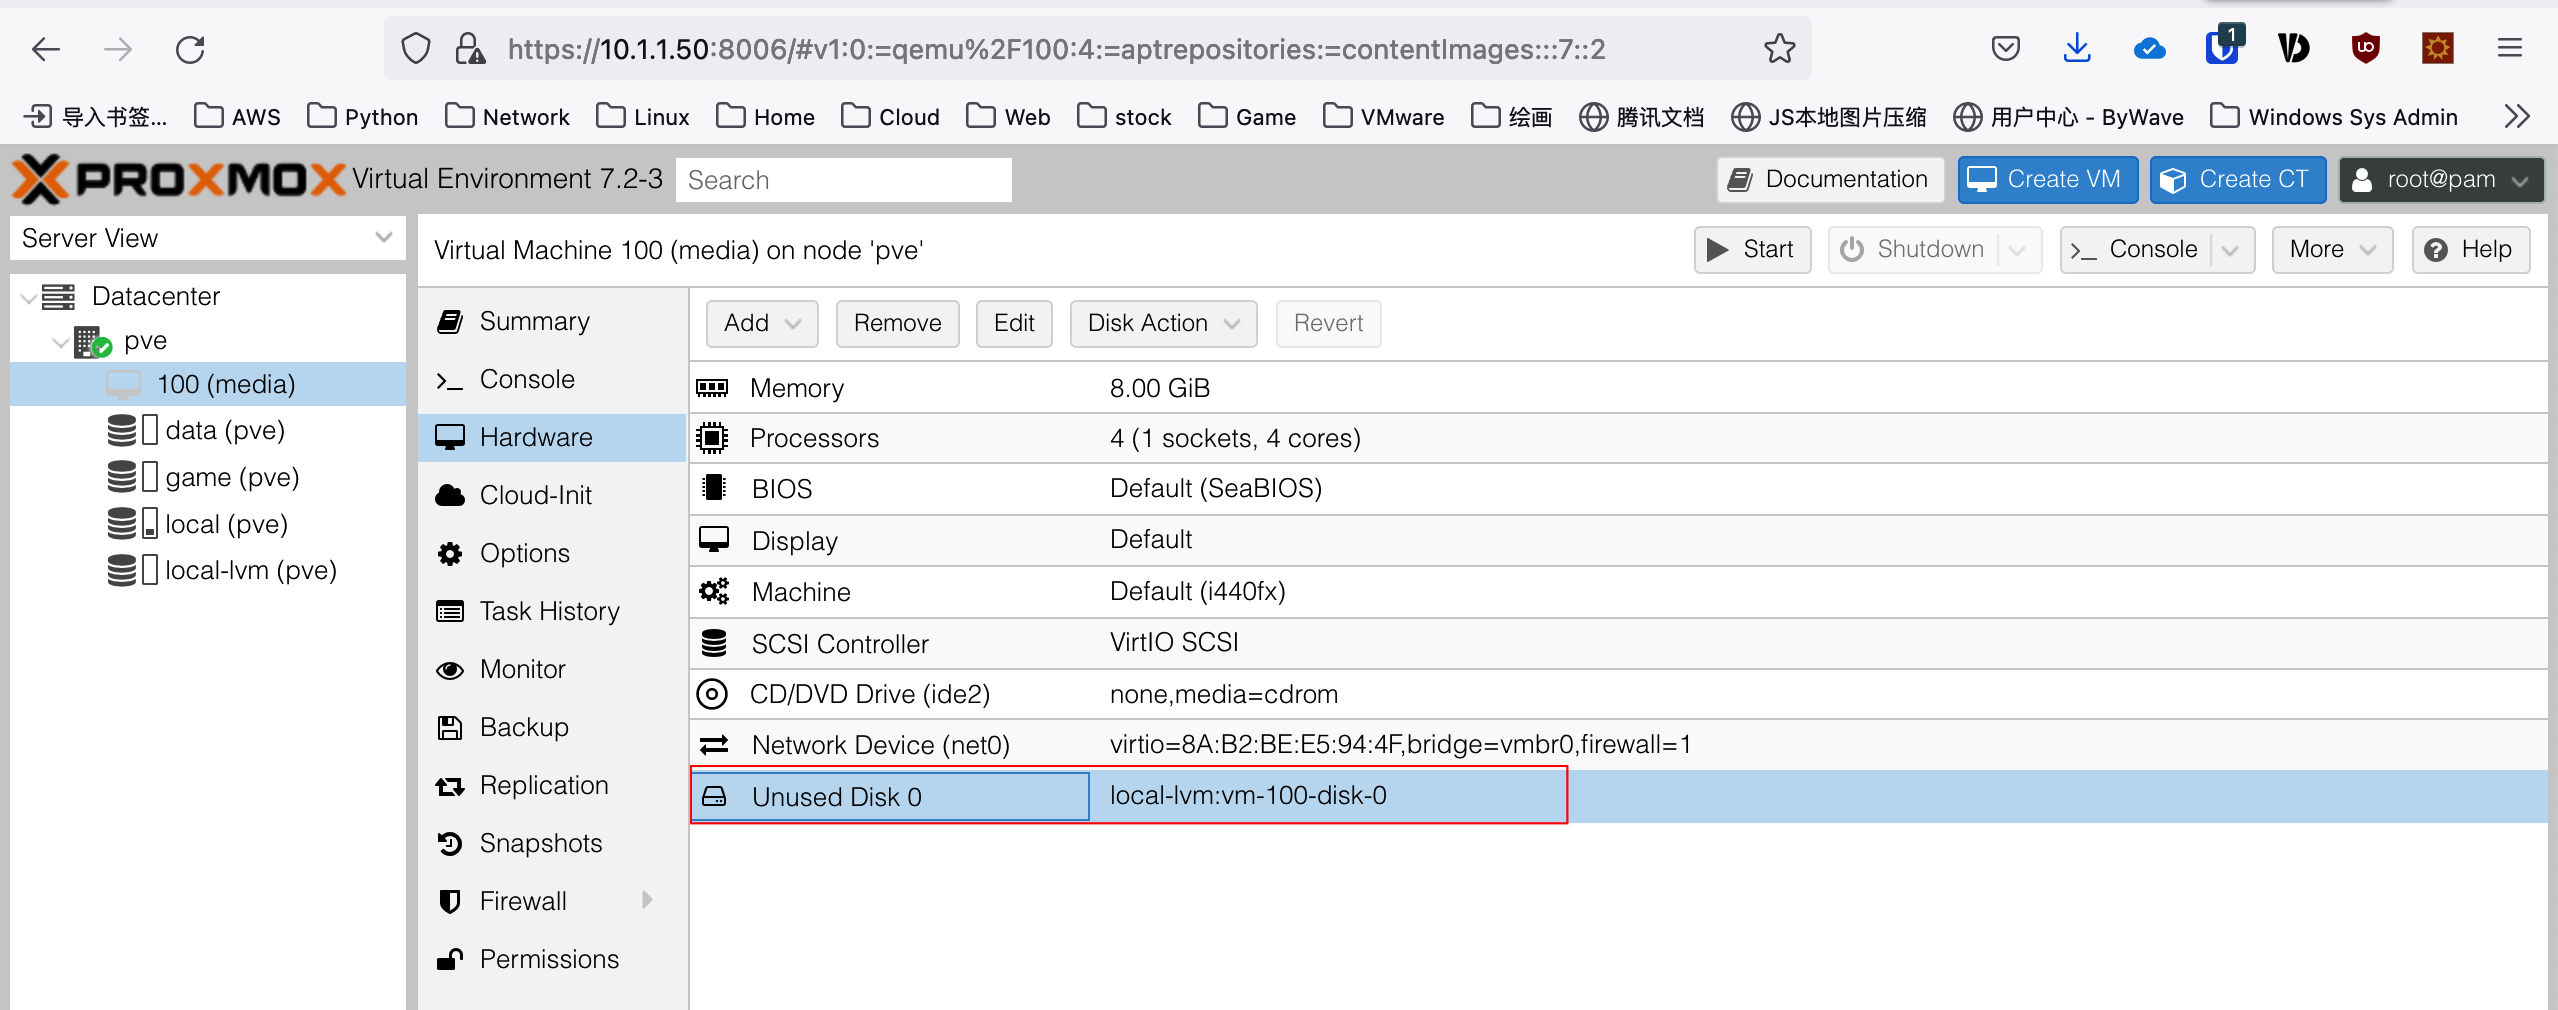 https://10.1.1.50:8006/#v1:0:=qemu%2F100:4:=aptrepositories:=contentImages:::7::2
1
导入书签... AWS Python Network Linux Home Cloud Web stock Game VMware 绘画 腾讯文档 JS本地图片压缩 用户中心 - ByWave Windows Sys Admin
PROXMOX Virtual Environment 7.2-3 Search Documentation Create VM Create CT root@pam
Server View
Datacenter
pve
100 (media)
data (pve)
game (pve)
local (pve)
local-lvm (pve)
Virtual Machine 100 (media) on node 'pve' Start Shutdown Console More Help
Summary
Console
Hardware
Cloud-Init
Options
Task History
Monitor
Backup
Replication
Snapshots
Firewall
Permissions
Add Remove Edit Disk Action Revert
Memory 8.00 GiB
Processors 4 (1 sockets, 4 cores)
BIOS Default (SeaBIOS)
Display Default
Machine Default (i440fx)
SCSI Controller VirtIO SCSI
CD/DVD Drive (ide2) none,media=cdrom
Network Device (net0) virtio=8A:B2:BE:E5:94:4F,bridge=vmbr0,firewall=1
Unused Disk 0 local-lvm:vm-100-disk-0